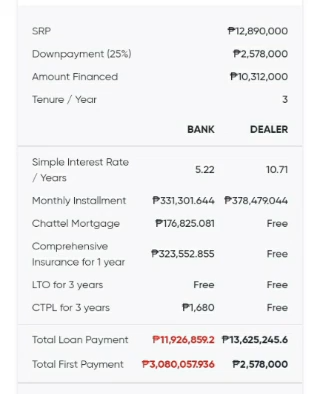 SRP ₱12,890,000
Downpayment (25%) ₱2,578,000
Amount Financed ₱10,312,000
Tenure / Year 3
BANK DEALER
Simple Interest Rate
/ Years 5.22 10.71
Monthly Installment ₱331,301.644 ₱378,479.044
Chattel Mortgage ₱176,825.081 Free
Comprehensive
Insurance for 1 year ₱323,552.855 Free
LTO for 3 years Free Free
CTPL for 3 years ₱1,680 Free
Total Loan Payment ₱11,926,859.2 ₱13,625,245.6
Total First Payment ₱3,080,057.936 ₱2,578,000